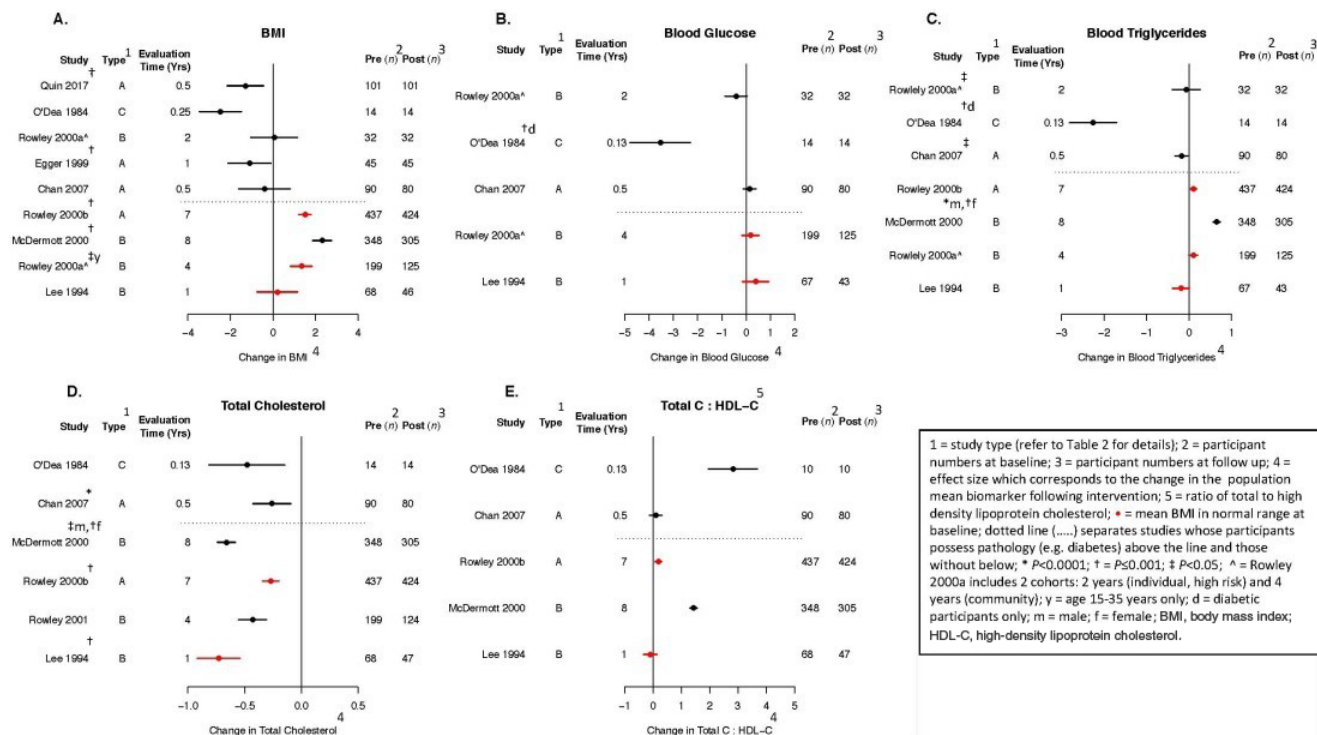 A.
BMI
Study Type 1 Evaluation Time (Yrs) Pre (n) 2 Post (n) 3
Quin 2017 † A 0.5 101 101
O'Dea 1984 C 0.25 14 14
Rowley 2000a^ B 2 32 32
Egger 1999 † A 1 45 45
Chan 2007 A 0.5 90 80
Rowley 2000b † A 7 437 424
McDermott 2000 † B 8 348 305
Rowley 2000a^ ‡y B 4 199 125
Lee 1994 B 1 68 46
−4 −2 0 2 4
Change in BMI 4
B.
Blood Glucose
Study Type 1 Evaluation Time (Yrs) Pre (n) 2 Post (n) 3
Rowley 2000a^ B 2 32 32
O'Dea 1984 †d C 0.13 14 14
Chan 2007 A 0.5 90 80
Rowley 2000a^ B 4 199 125
Lee 1994 B 1 67 43
−5 −4 −3 −2 −1 0 1 2
Change in Blood Glucose 4
C.
Blood Triglycerides
Study Type 1 Evaluation Time (Yrs) Pre (n) 2 Post (n) 3
Rowlely 2000a^ ‡ B 2 32 32
O'Dea 1984 †d C 0.13 14 14
Chan 2007 ‡ A 0.5 90 80
Rowley 2000b A 7 437 424
McDermott 2000 *m,†f B 8 348 305
Rowlely 2000a^ B 4 199 125
Lee 1994 B 1 67 43
−3 −2 −1 0 1
Change in Blood Triglycerides 4
D.
Total Cholesterol
Study Type 1 Evaluation Time (Yrs) Pre (n) 2 Post (n) 3
O'Dea 1984 C 0.13 14 14
Chan 2007 * A 0.5 90 80
McDermott 2000 ‡m,†f B 8 348 305
Rowley 2000b † A 7 437 424
Rowley 2001 B 4 199 124
Lee 1994 † B 1 68 47
−1.0 −0.5 0.0 0.5 1.0
Change in Total Cholesterol 4
E.
Total C : HDL−C 5
Study Type 1 Evaluation Time (Yrs) Pre (n) 2 Post (n) 3
O'Dea 1984 C 0.13 10 10
Chan 2007 A 0.5 90 80
Rowley 2000b A 7 437 424
McDermott 2000 B 8 348 305
Lee 1994 B 1 68 47
−1 0 1 2 3 4 5
Change in Total C : HDL−C 4
1 = study type (refer to Table 2 for details); 2 = participant
numbers at baseline; 3 = participant numbers at follow up; 4 =
effect size which corresponds to the change in the population
mean biomarker following intervention; 5 = ratio of total to high
density lipoprotein cholesterol; • = mean BMI in normal range at
baseline; dotted line (.....) separates studies whose participants
possess pathology (e.g. diabetes) above the line and those
without below; * P<0.0001; † = P≤0.001; ‡ P<0.05; ^ = Rowley
2000a includes 2 cohorts: 2 years (individual, high risk) and 4
years (community); y = age 15-35 years only; d = diabetic
participants only; m = male; f = female; BMI, body mass index;
HDL-C, high-density lipoprotein cholesterol.